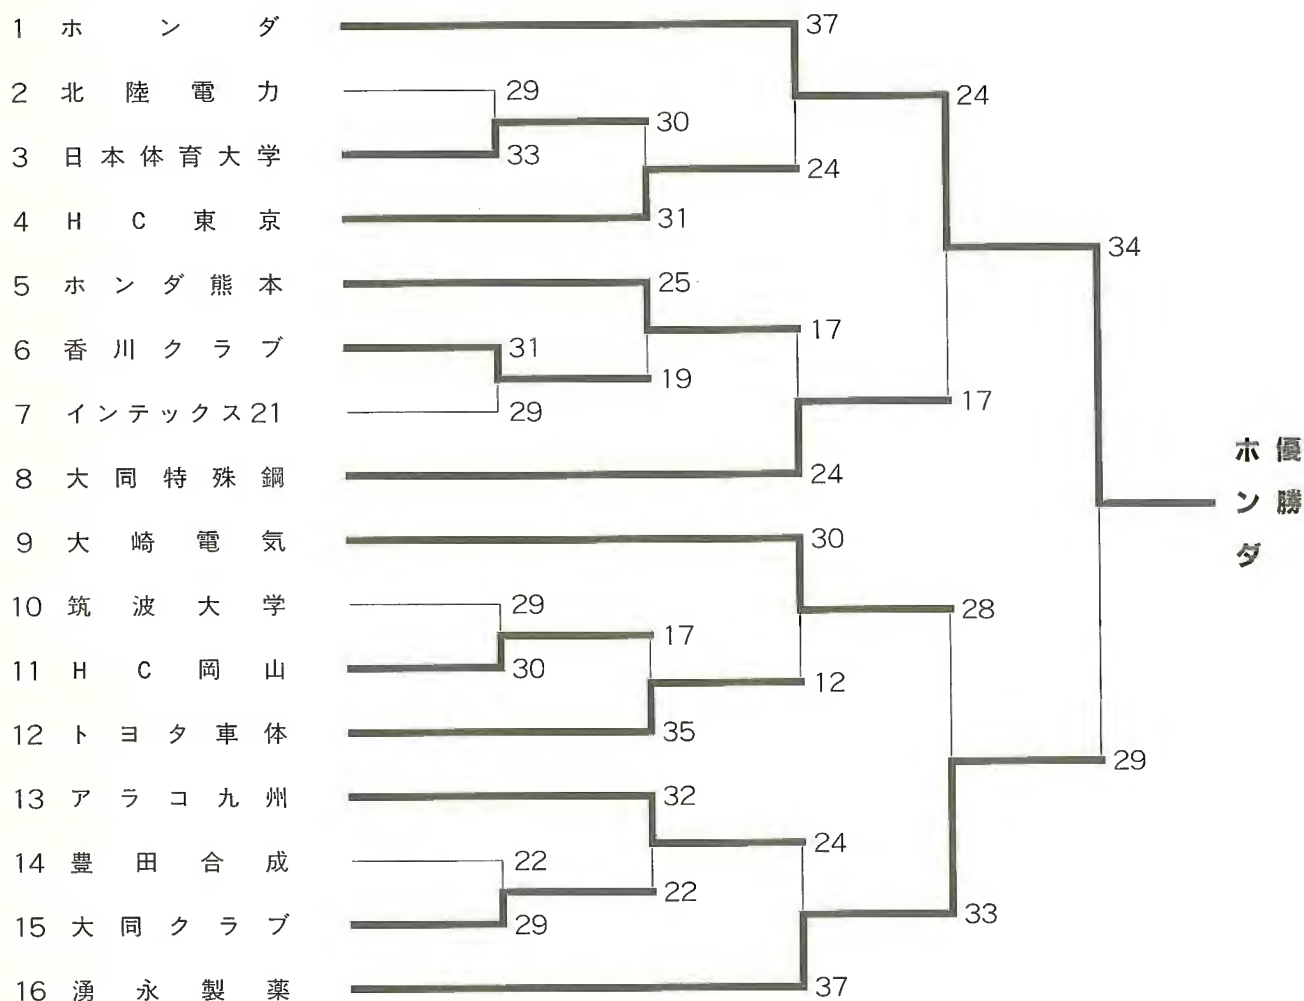 1 ホンダ
37
2 北陸電力
29
24
30
3 日本体育大学
33
24
4 HC東京
31
34
5 ホンダ熊本
25
17
6 香川クラブ
31
19
7 インテックス21
29
17
8 大同特殊鋼
24
優勝
ホンダ
9 大崎電気
30
10 筑波大学
29
28
17
11 HC岡山
30
12
12 トヨタ車体
35
29
13 アラコ九州
32
24
14 豊田合成
22
22
15 大同クラブ
29
33
16 湧永製薬
37